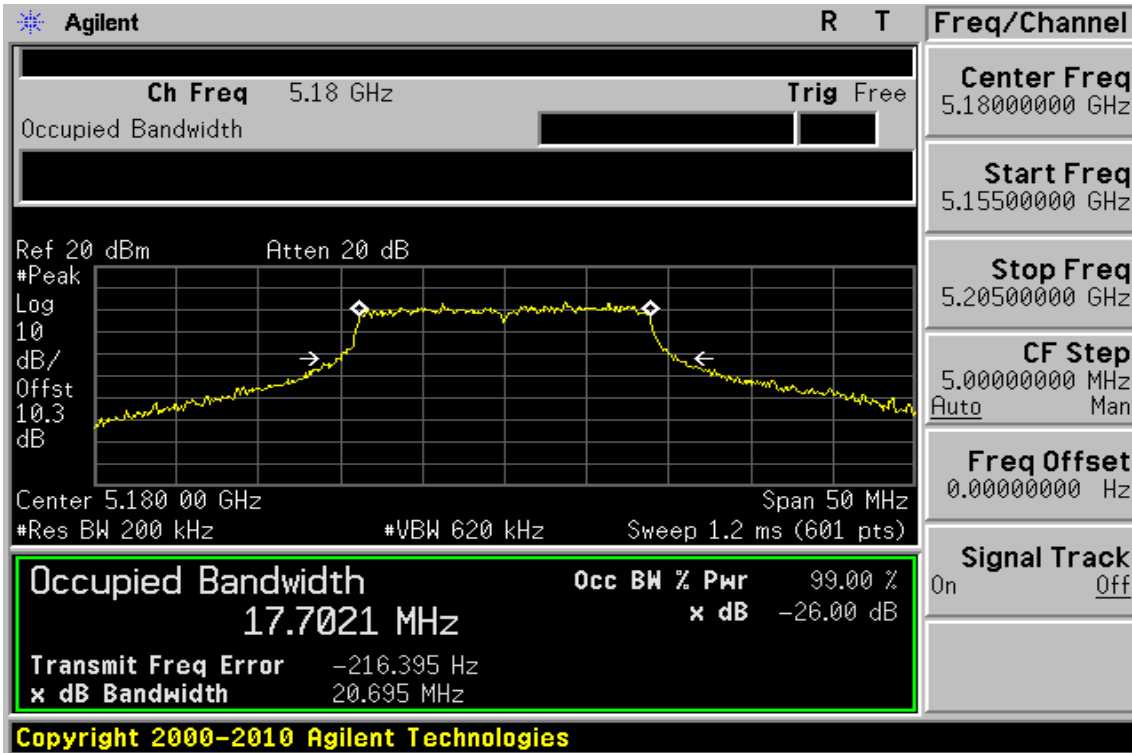 Agilent R T
Ch Freq 5.18 GHz Trig Free
Occupied Bandwidth
Ref 20 dBm Atten 20 dB
#Peak
Log
10
dB/
Offst
10.3
dB
Center 5.180 00 GHz Span 50 MHz
#Res BW 200 kHz #VBW 620 kHz Sweep 1.2 ms (601 pts)
Occupied Bandwidth
17.7021 MHz
Occ BW % Pwr 99.00 %
x dB -26.00 dB
Transmit Freq Error -216.395 Hz
x dB Bandwidth 20.695 MHz
Copyright 2000-2010 Agilent Technologies
Freq/Channel
Center Freq
5.18000000 GHz
Start Freq
5.15500000 GHz
Stop Freq
5.20500000 GHz
CF Step
5.00000000 MHz
Auto Man
Freq Offset
0.00000000 Hz
Signal Track
On Off